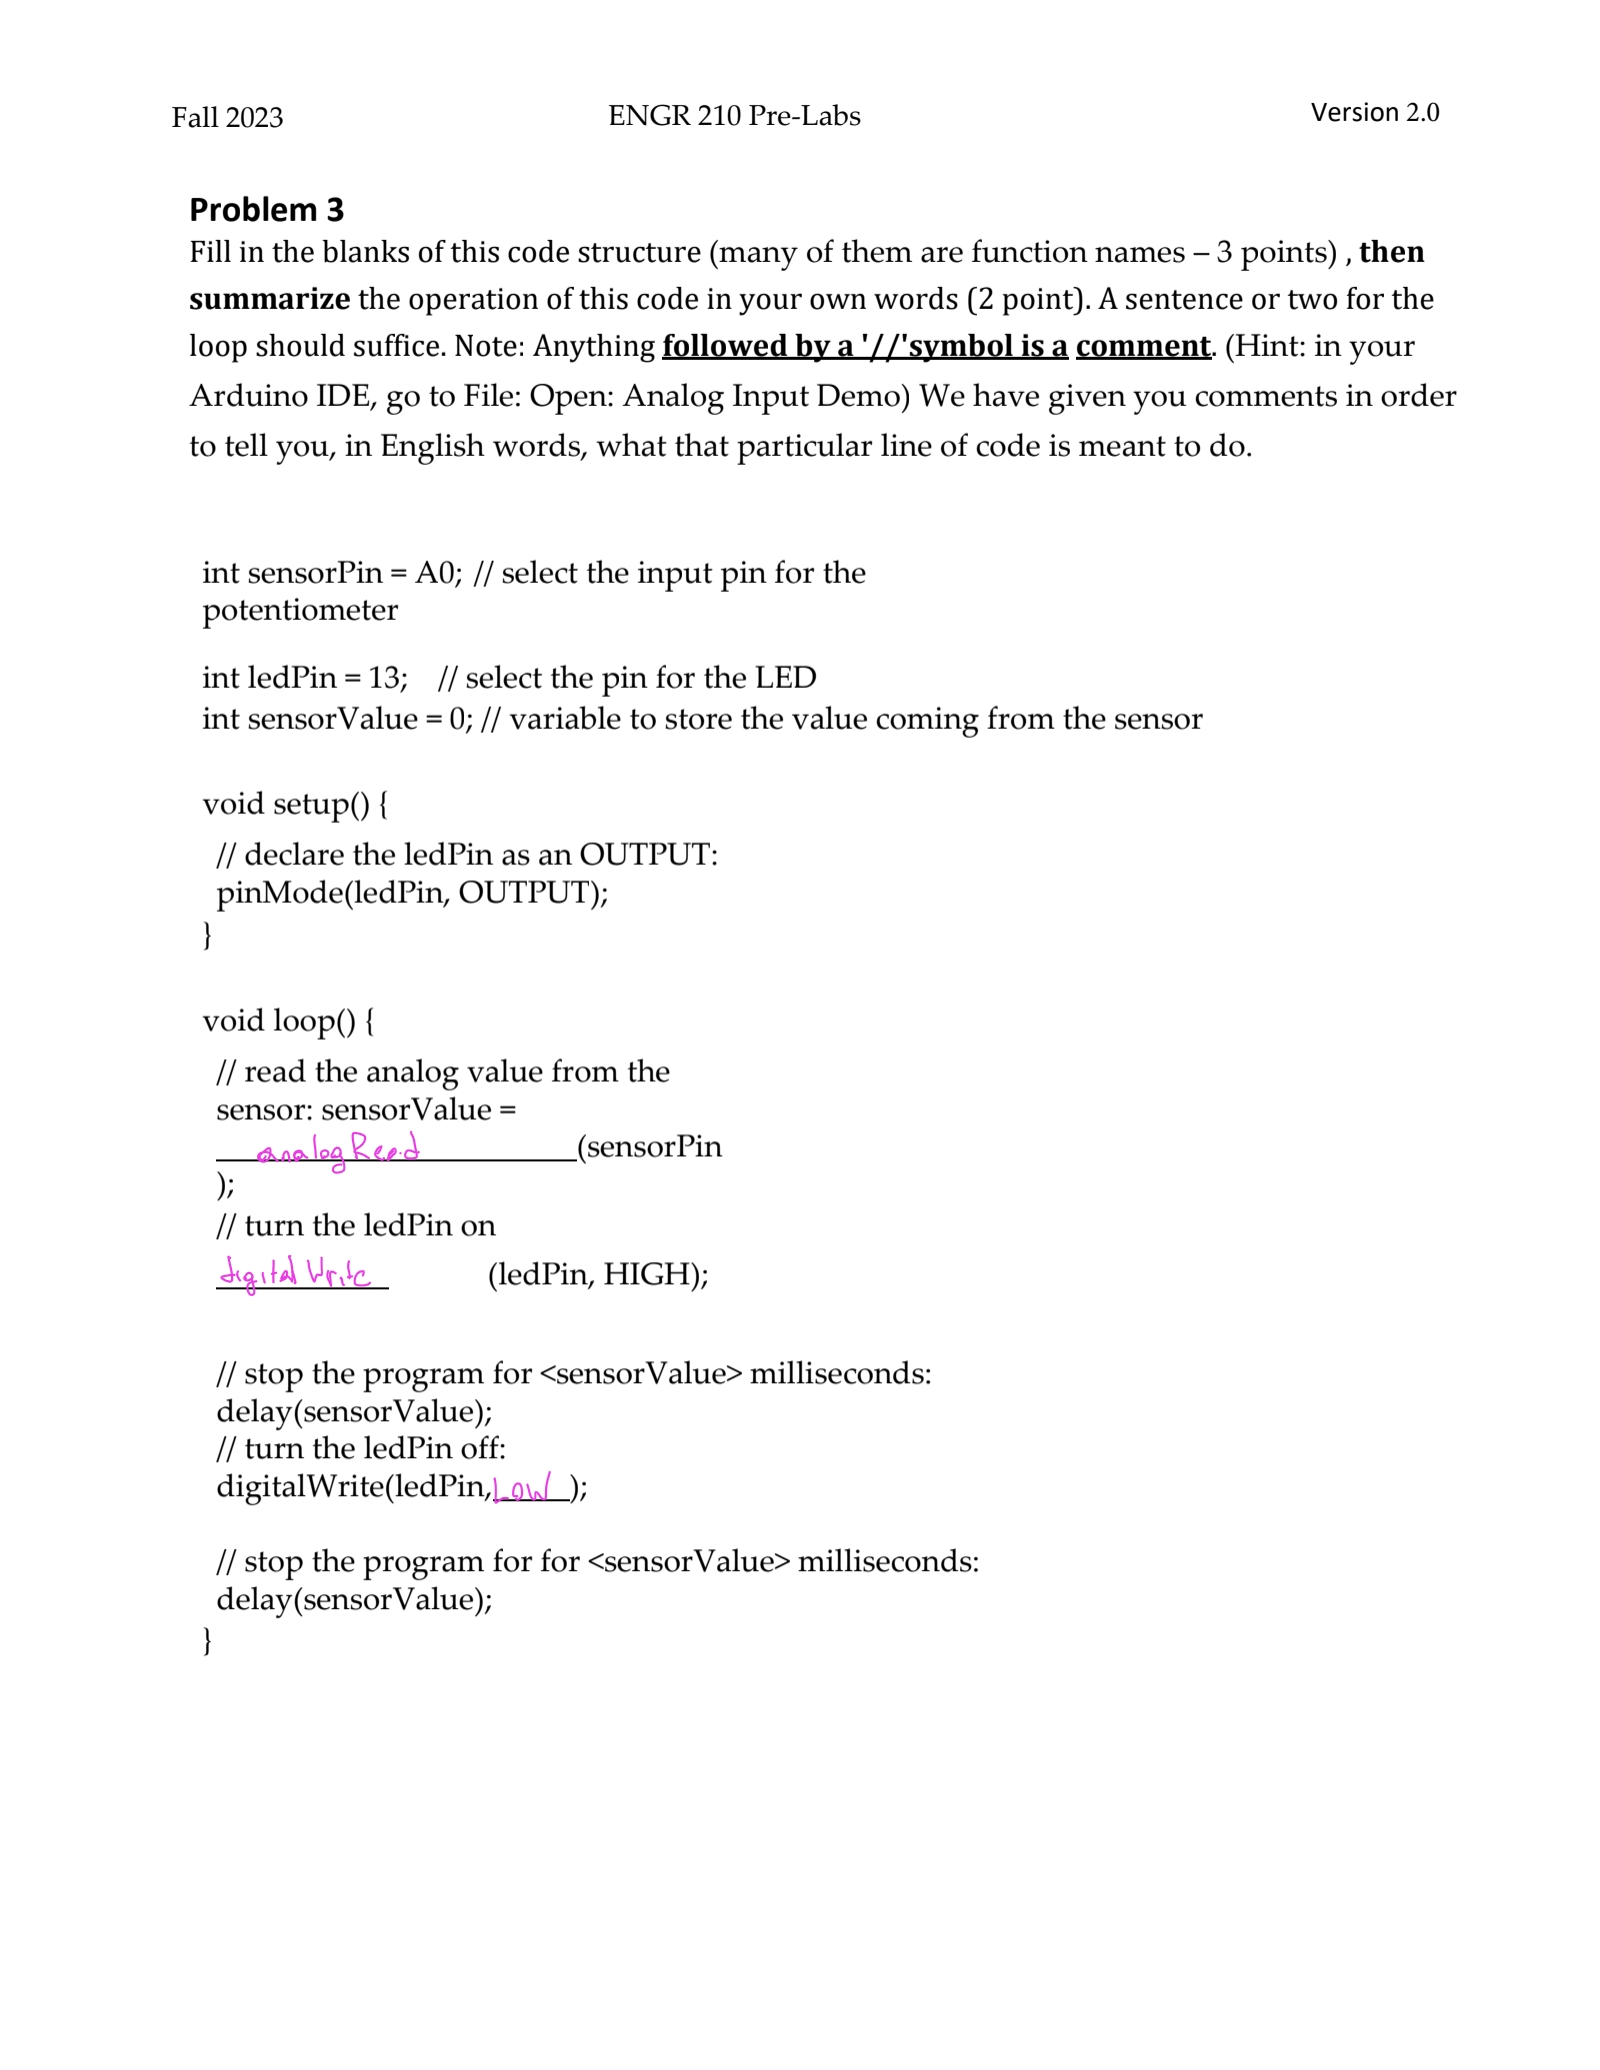 Fall 2023 ENGR 210 Pre-Labs Version 2.0
Problem 3
Fill in the blanks of this code structure (many of them are function names – 3 points) , then
summarize the operation of this code in your own words (2 point). A sentence or two for the
loop should suffice. Note: Anything followed by a '//'symbol is a comment. (Hint: in your
Arduino IDE, go to File: Open: Analog Input Demo) We have given you comments in order
to tell you, in English words, what that particular line of code is meant to do.
int sensorPin = A0; // select the input pin for the
potentiometer
int ledPin = 13; // select the pin for the LED
int sensorValue = 0; // variable to store the value coming from the sensor
void setup() {
// declare the ledPin as an OUTPUT:
pinMode(ledPin, OUTPUT);
}
void loop() {
// read the analog value from the
sensor: sensorValue =
analogRead(sensorPin
);
// turn the ledPin on
digitalWrite (ledPin, HIGH);
// stop the program for <sensorValue> milliseconds:
delay(sensorValue);
// turn the ledPin off:
digitalWrite(ledPin,LOW);
// stop the program for for <sensorValue> milliseconds:
delay(sensorValue);
}